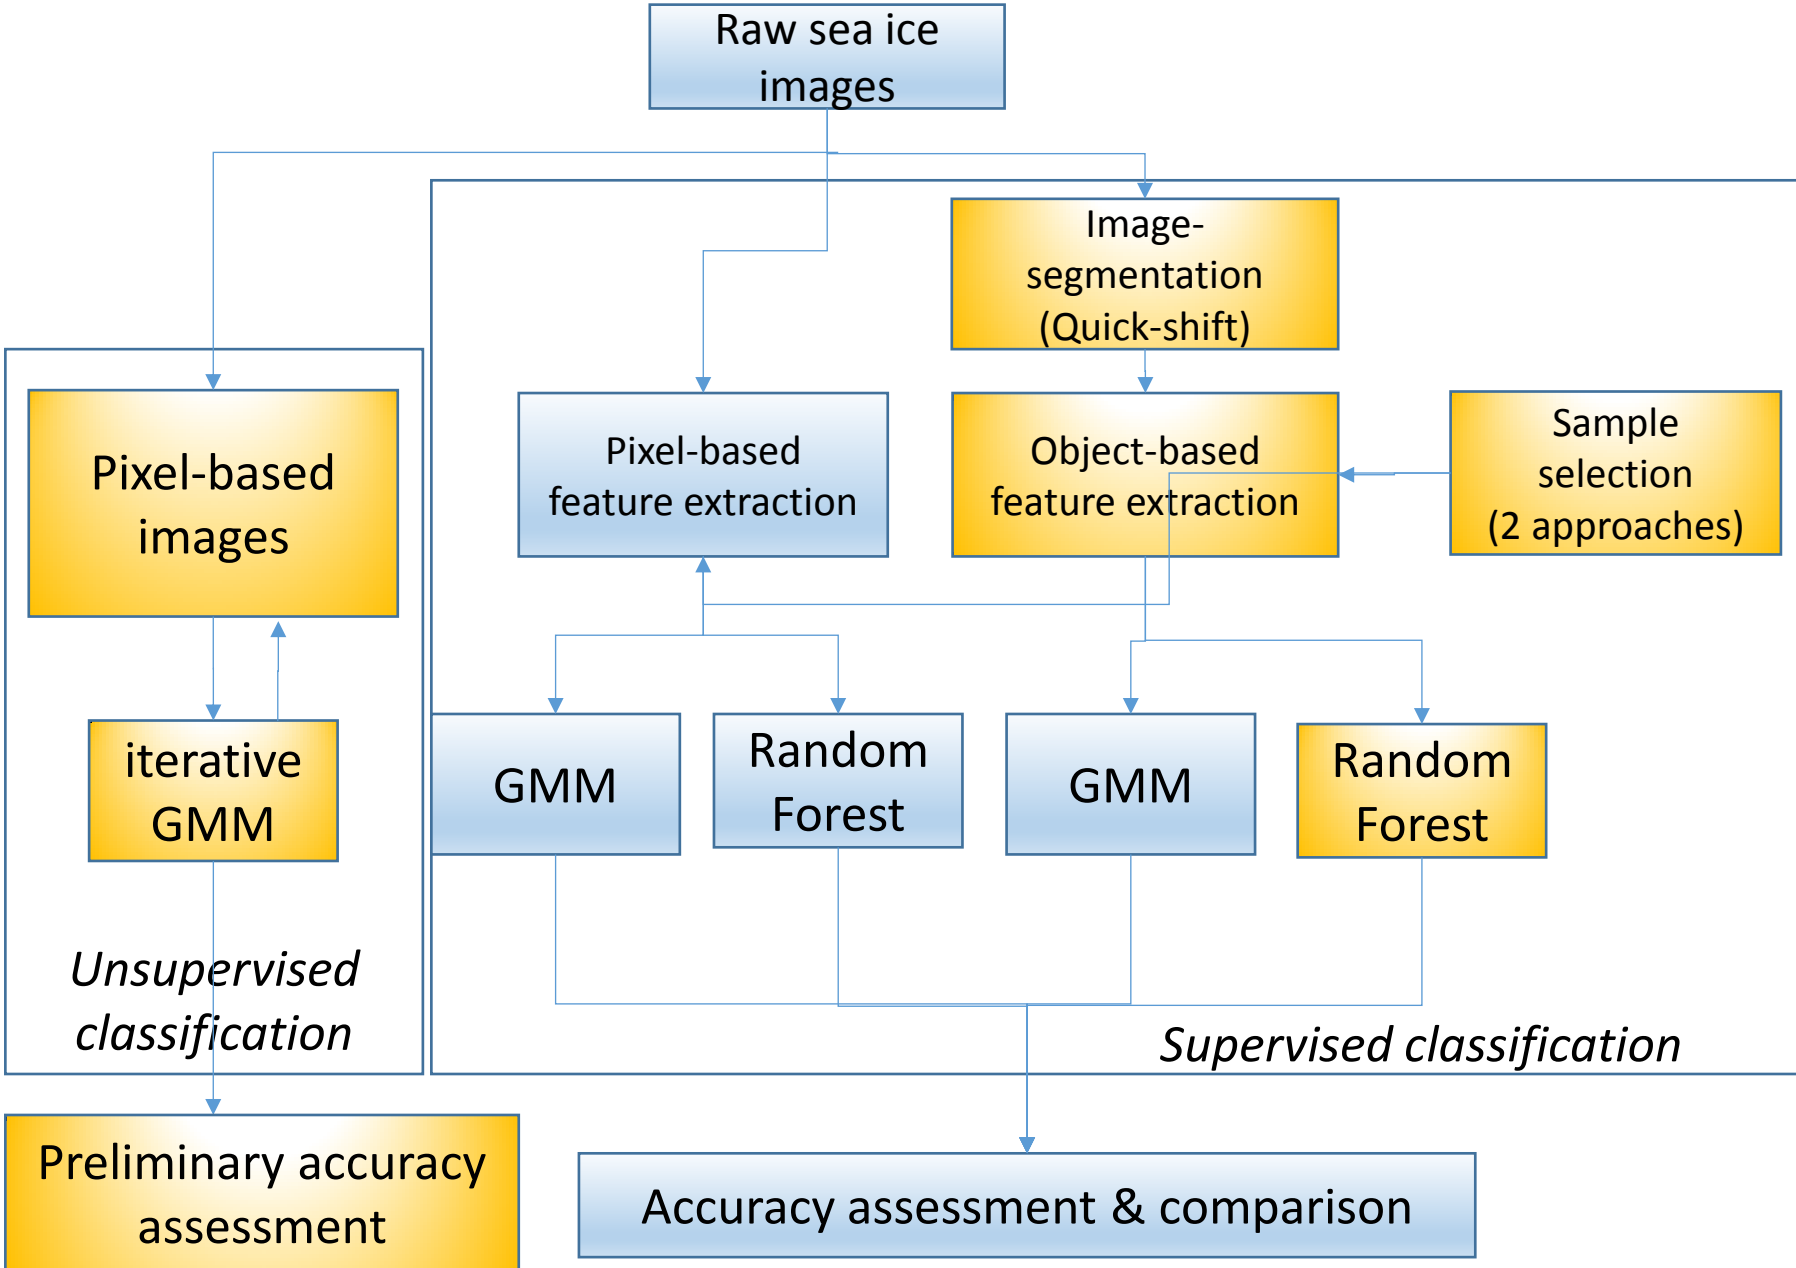 Raw sea ice
images
Image-
segmentation
(Quick-shift)
Pixel-based
images
Pixel-based
feature extraction
Object-based
feature extraction
Sample
selection
(2 approaches)
iterative
GMM
GMM
Random
Forest
GMM
Random
Forest
Unsupervised
classification
Supervised classification
Preliminary accuracy
assessment
Accuracy assessment & comparison